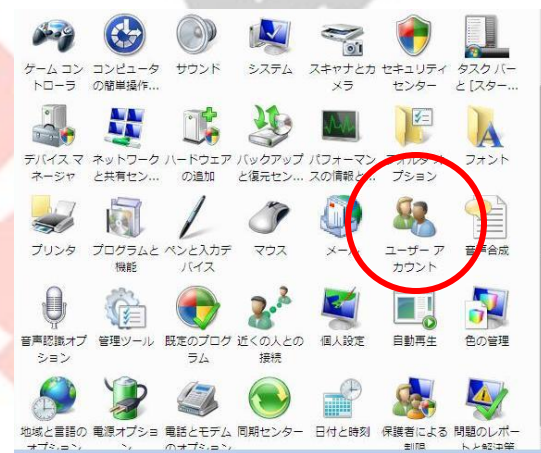 ゲーム コン コンピュータ サウンド システム スキャナとカ セキュリティ タスク バー
トローラ の簡単操作... メラ センター と [スター...
デバイス マ ネットワーク ハードウェア バックアップ パフォーマン フォルダ オ フォント
ネージャ と共有セン... の追加 と復元セン... スの情報と... プション
プリンタ プログラムと ペンと入力デ マウス メール ユーザー ア 音声合成
機能 バイス カウント
音声認識オプ 管理ツール 既定のプログ 近くの人との 個人設定 自動再生 色の管理
ション ラム 接続
地域と言語の 電源オプショ 電話とモデム 同期センター 日付と時刻 保護者による 問題のレポー
オプション ン のオプション 制限 トと解決策